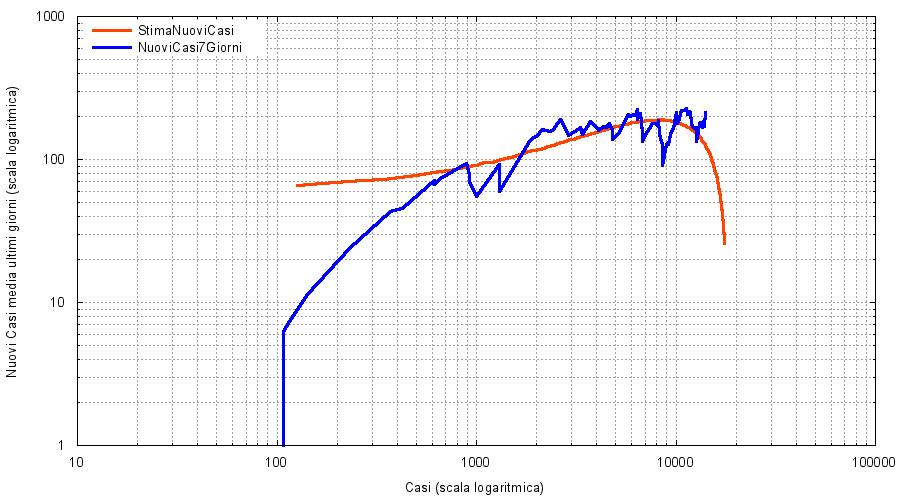 1000
StimaNuoviCasi
NuoviCasi7Giorni
100
10
1
10 100 1000 10000 100000
Nuovi Casi media ultimi giorni (scala logaritmica)
Casi (scala logaritmica)